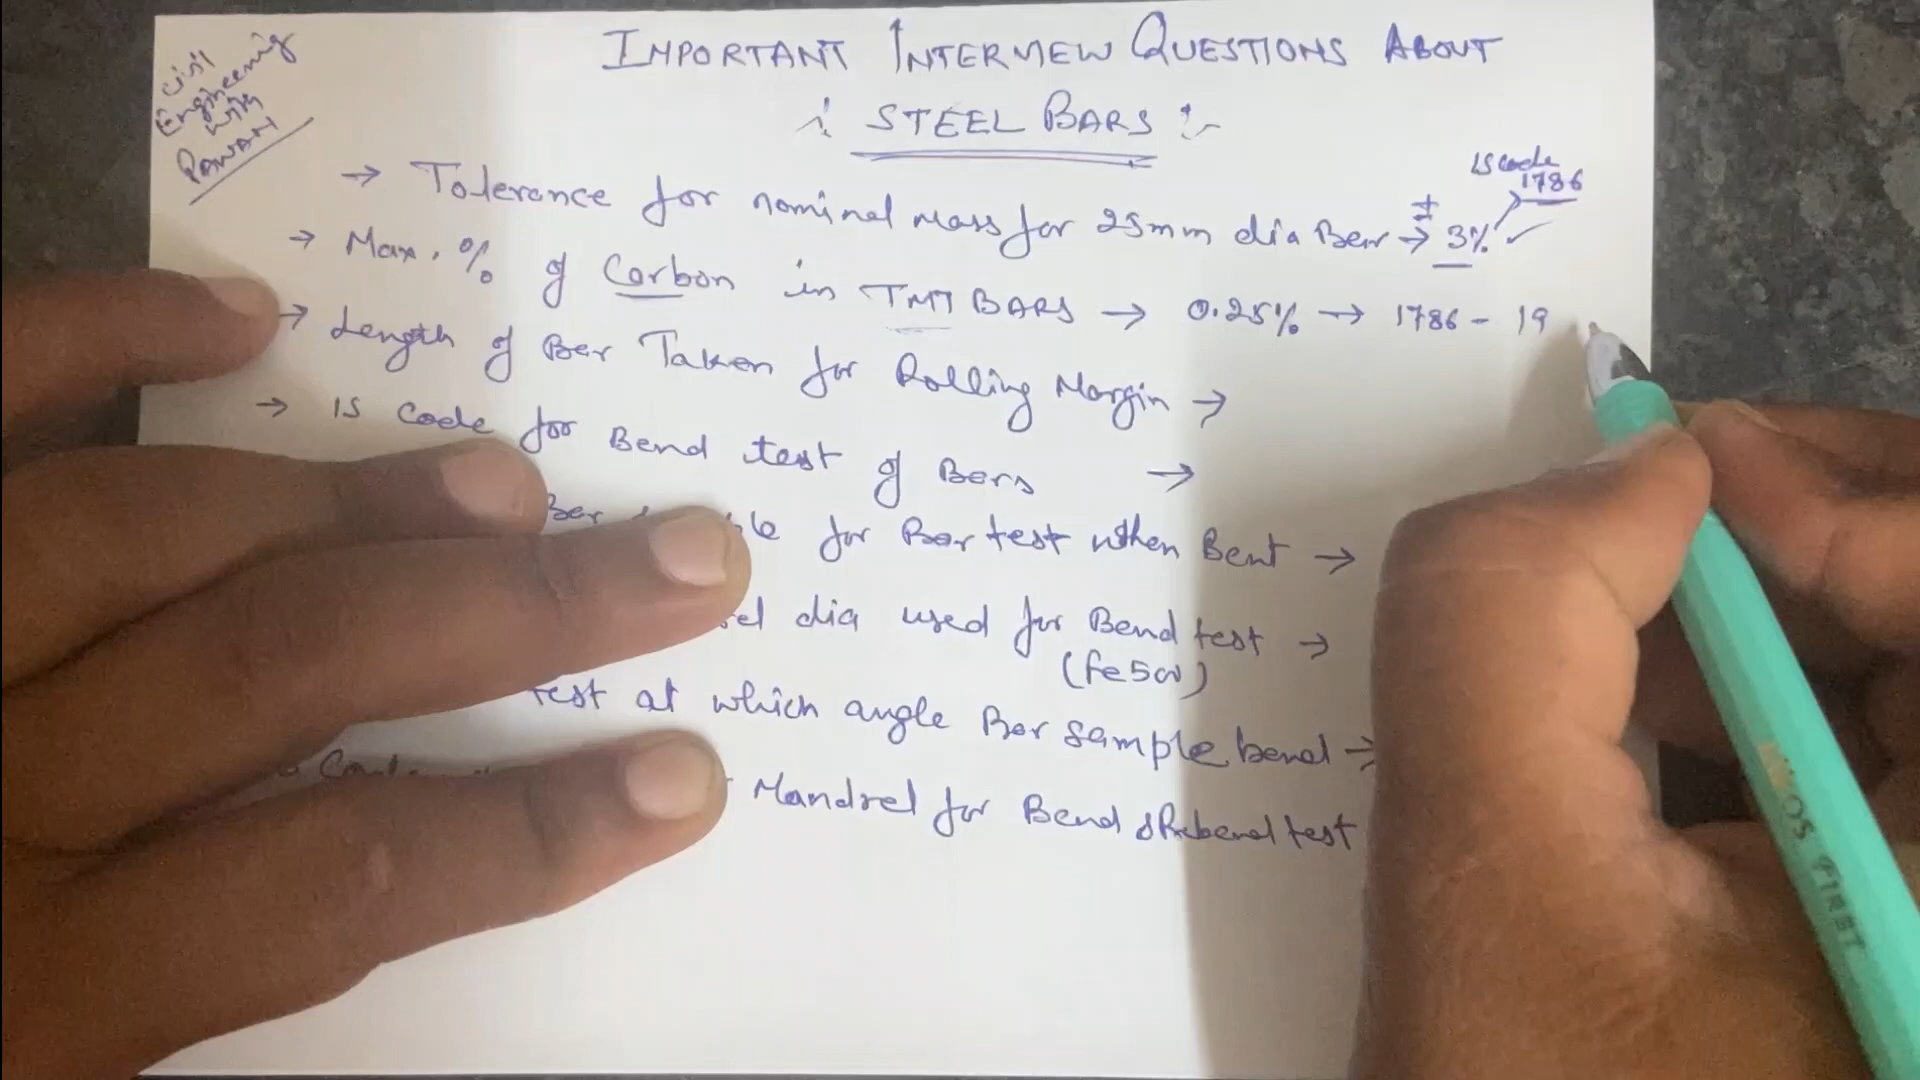 Civil
Engineering
with
PAWAN
IMPORTANT INTERVIEW QUESTIONS ABOUT
STEEL BARS :-
IS code
1786
→ Tolerance for nominal mass for 25mm dia Bar → ± 3% ✓
→ Max. % of Carbon in TMT BARS → 0.25% → 1786 - 19
→ Length of Bar Taken for Rolling Margin →
→ IS Code for Bend test of Bars →
Bar for Bar test when Bent →
dia used for Bend test →
(fe500)
test at which angle Bar sample bend →
Mandrel for Bend & Rebend test
VOS FIRST